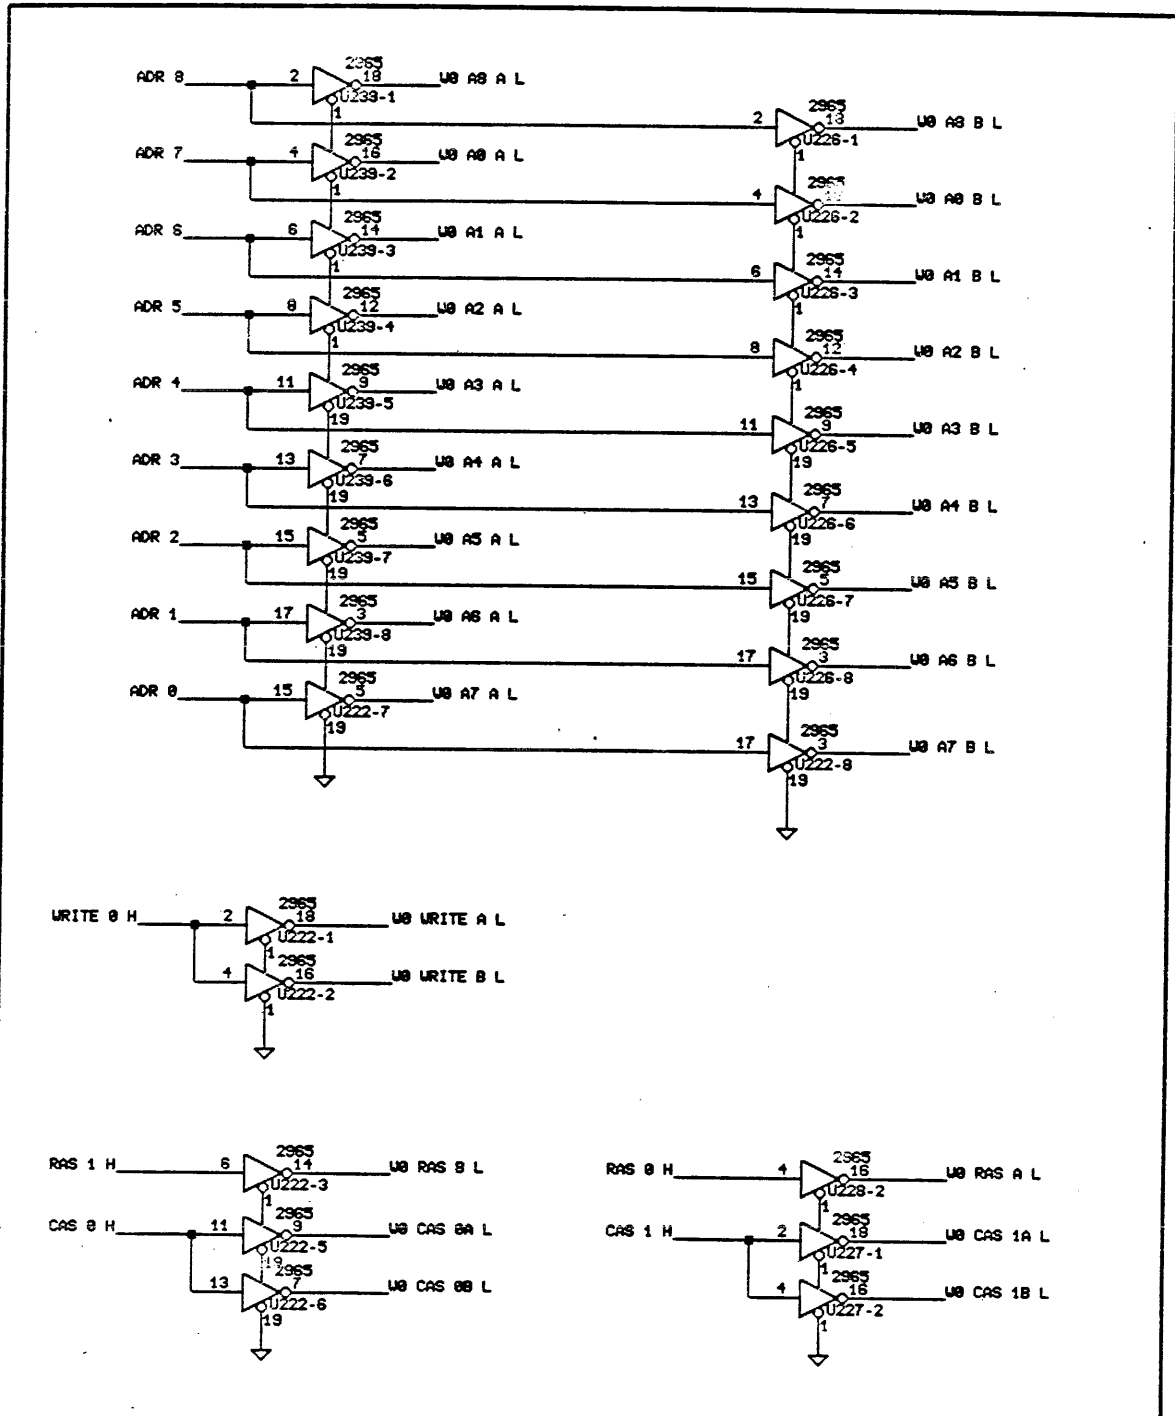 2965
ADR 8 2 18 W0 A8 A L
U239-1
1
2965
2 18 W0 A8 B L
U226-1
1
2965
ADR 7 4 16 W0 A0 A L
U239-2
1
2965
4 W0 A0 B L
U226-2
1
2965
ADR 6 6 14 W0 A1 A L
U239-3
1
2965
6 14 W0 A1 B L
U226-3
1
2965
ADR 5 8 12 W0 A2 A L
U239-4
1
2965
8 12 W0 A2 B L
U226-4
1
2965
ADR 4 11 9 W0 A3 A L
U239-5
19
2965
11 9 W0 A3 B L
U226-5
19
2965
ADR 3 13 7 W0 A4 A L
U239-6
19
2965
13 7 W0 A4 B L
U226-6
19
2965
ADR 2 15 5 W0 A5 A L
U239-7
19
2965
15 5 W0 A5 B L
U226-7
19
2965
ADR 1 17 3 W0 A6 A L
U239-8
19
2965
17 3 W0 A6 B L
U226-8
19
2965
ADR 0 15 5 W0 A7 A L
U222-7
19
2965
17 3 W0 A7 B L
U222-8
19
2965
WRITE 0 H 2 18 W0 WRITE A L
U222-1
1
2965
4 16 W0 WRITE B L
U222-2
1
2965
RAS 1 H 6 14 W0 RAS B L
U222-3
1
2965
CAS 0 H 11 9 W0 CAS 0A L
U222-5
19
2965
13 7 W0 CAS 0B L
U222-6
19
2965
RAS 0 H 4 16 W0 RAS A L
U228-2
1
2965
CAS 1 H 2 18 W0 CAS 1A L
U227-1
1
2965
4 16 W0 CAS 1B L
U227-2
1